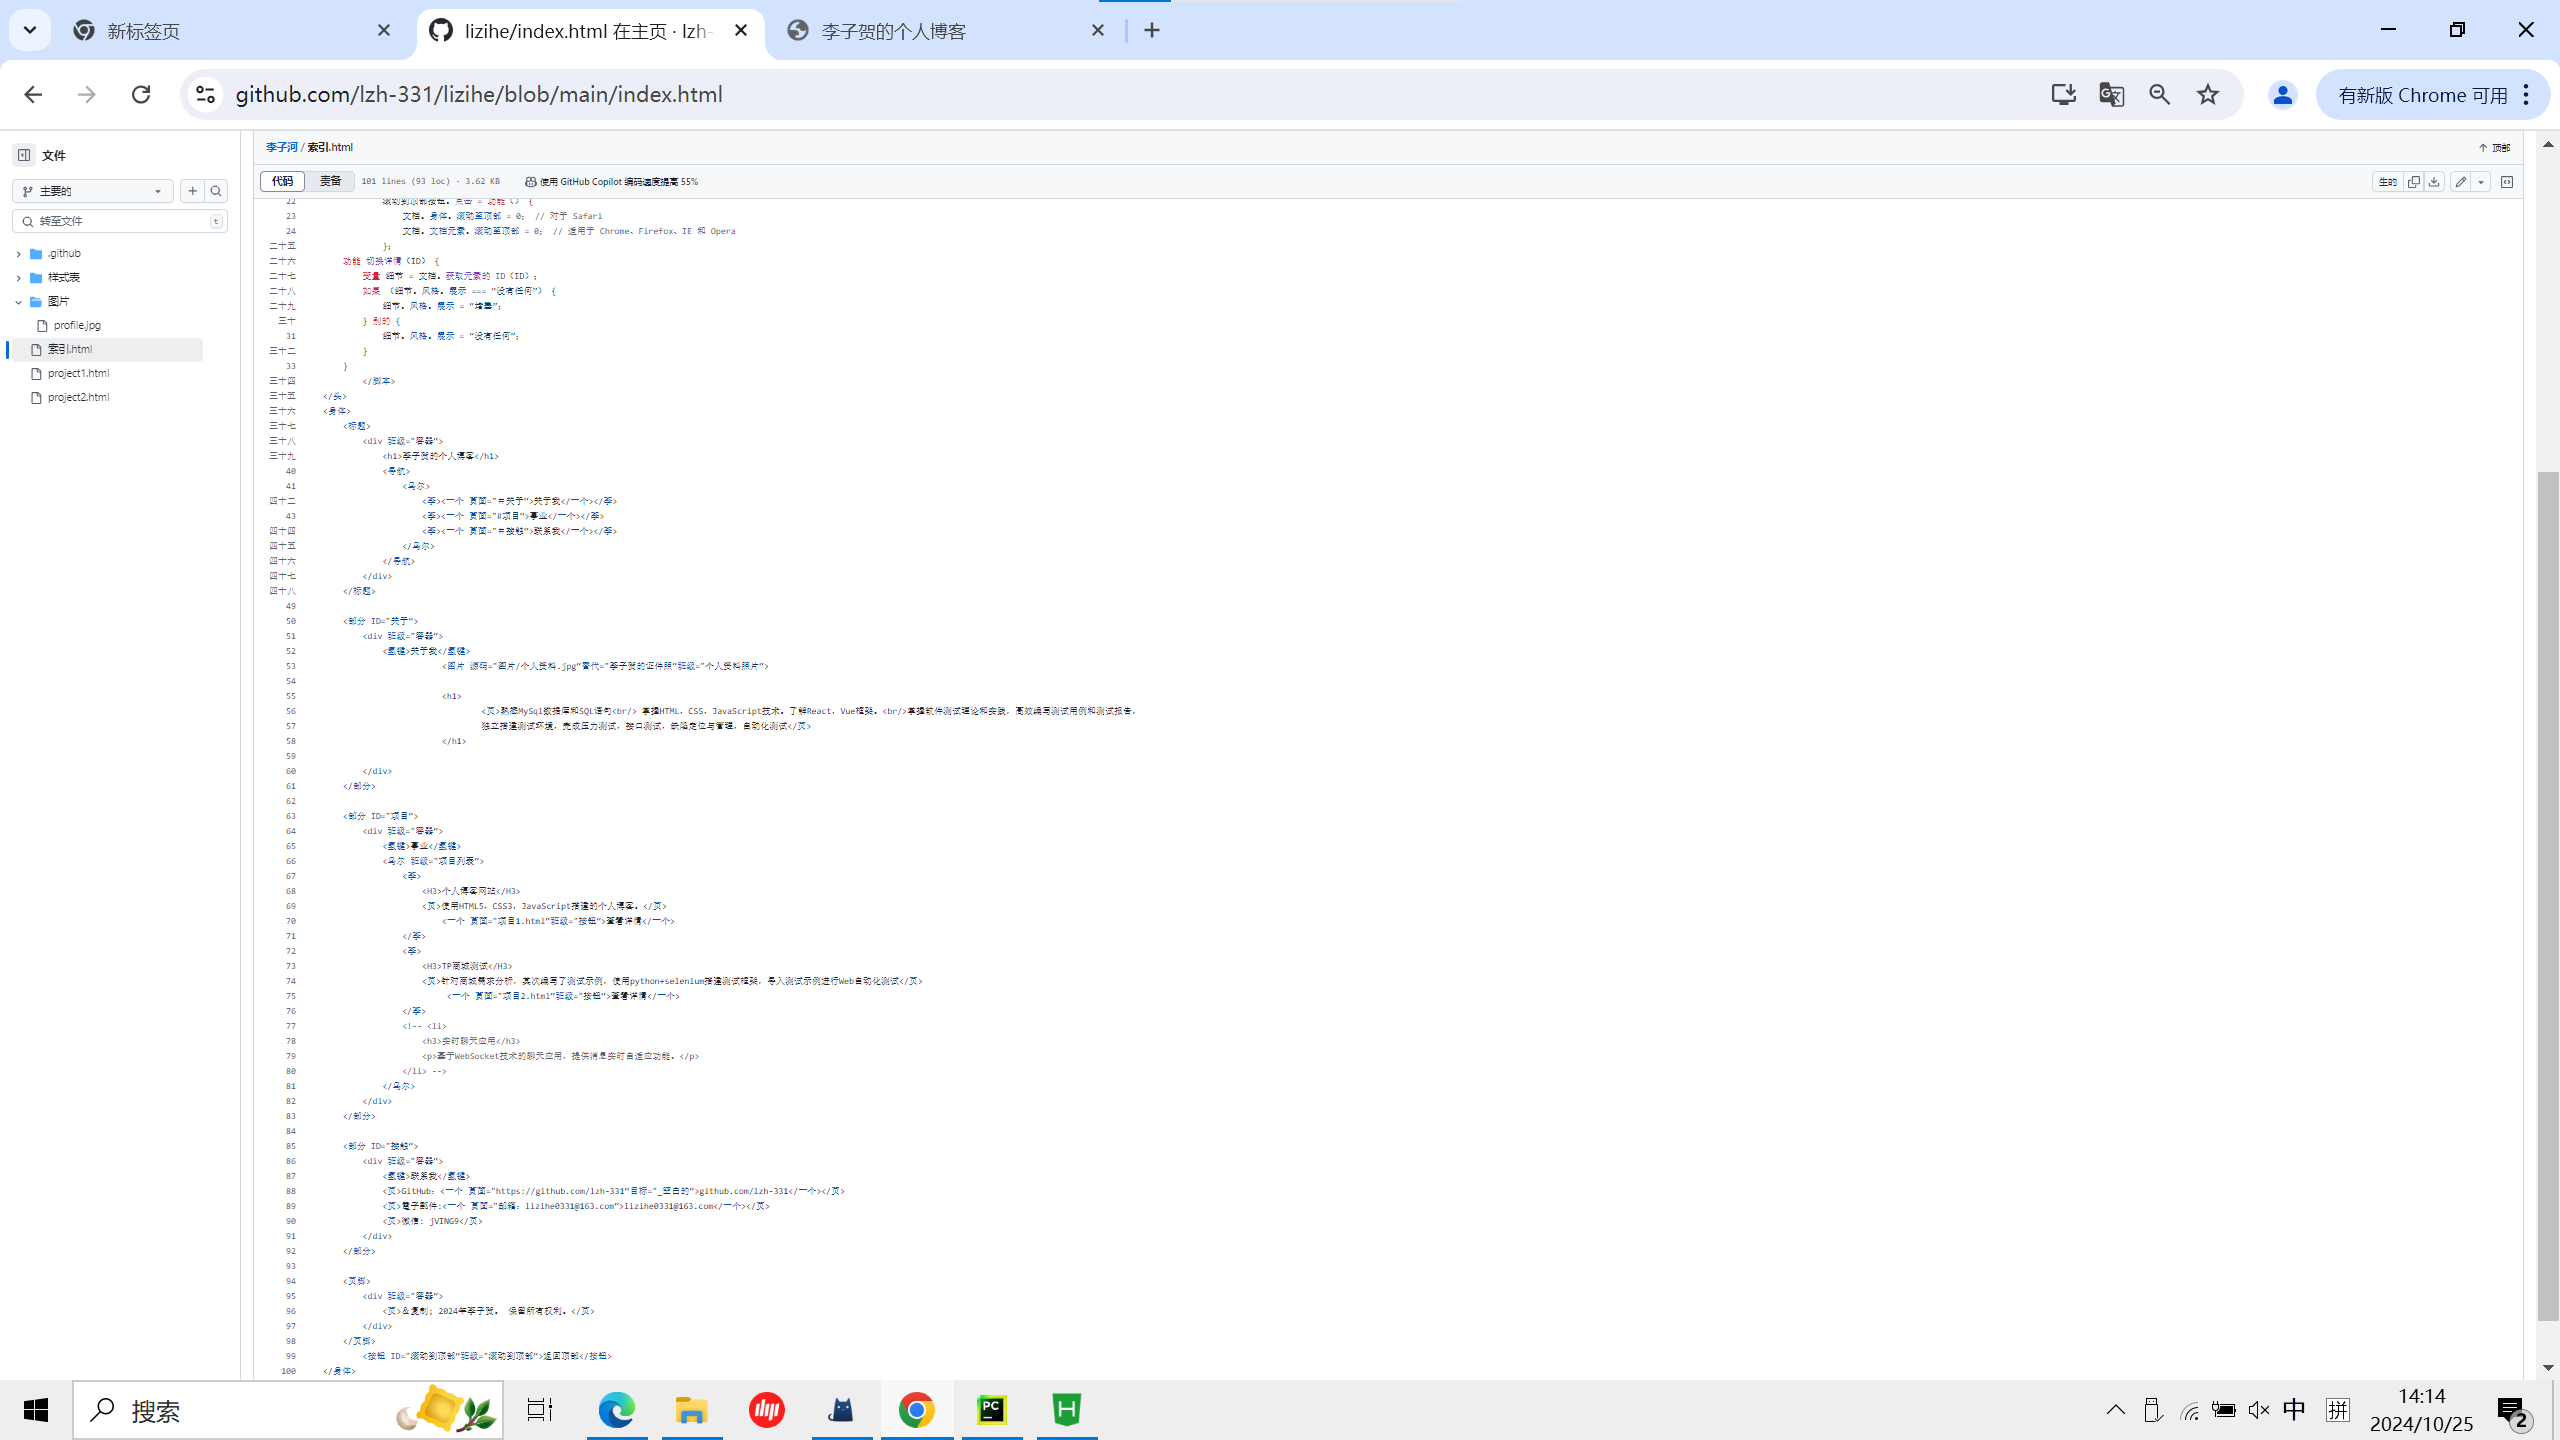 新标签页
lizihe/index.html 在主页 · lzh-
李子贺的个人博客
github.com/lzh-331/lizihe/blob/main/index.html
有新版 Chrome 可用
文件
李子河 / 索引.html
顶部
主要的
代码 责备 101 lines (93 loc) · 3.62 KB 使用 GitHub Copilot 编码速度提高 55%
生的
转至文件 t
.github
样式表
图片
profile.jpg
索引.html
project1.html
project2.html
22 滚动到顶部按钮。点击 = 功能 () {
23 文档。身体。滚动至顶部 = 0; // 对于 Safari
24 文档。文档元素。滚动至顶部 = 0; // 适用于 Chrome、Firefox、IE 和 Opera
二十五 };
二十六 功能 切换详情 (ID) {
二十七 变量 细节 = 文档。获取元素的 ID (ID) ;
二十八 如果 (细节。风格。展示 === “没有任何”) {
二十九 细节。风格。展示 = “堵塞”;
三十 } 别的 {
31 细节。风格。展示 = “没有任何”;
三十二 }
33 }
三十四 </脚本>
三十五 </头>
三十六 <身体>
三十七 <标题>
三十八 <div 班级="容器">
三十九 <h1>李子贺的个人博客</h1>
40 <导航>
41 <乌尔>
四十二 <李><一个 页面="＃关于">关于我</一个></李>
43 <李><一个 页面="#项目">事业</一个></李>
四十四 <李><一个 页面="＃接触">联系我</一个></李>
四十五 </乌尔>
四十六 </导航>
四十七 </div>
四十八 </标题>
49
50 <部分 ID="关于">
51 <div 班级="容器">
52 <氢键>关于我</氢键>
53 <图片 源码="图片/个人资料.jpg"替代="李子贺的证件照"班级="个人资料照片">
54
55 <h1>
56 <页>熟悉MySql数据库和SQL语句<br/> 掌握HTML，CSS，JavaScript技术。了解React，Vue框架。<br/>掌握软件测试理论和实践，高效编写测试用例和测试报告，
57 独立搭建测试环境，完成压力测试，接口测试，缺陷定位与管理，自动化测试</页>
58 </h1>
59
60 </div>
61 </部分>
62
63 <部分 ID="项目">
64 <div 班级="容器">
65 <氢键>事业</氢键>
66 <乌尔 班级="项目列表">
67 <李>
68 <H3>个人博客网站</H3>
69 <页>使用HTML5，CSS3，JavaScript搭建的个人博客。</页>
70 <一个 页面="项目1.html"班级="按钮">查看详情</一个>
71 </李>
72 <李>
73 <H3>TP商城测试</H3>
74 <页>针对商城需求分析，其次编写了测试示例，使用python+selenium搭建测试框架，导入测试示例进行Web自动化测试</页>
75 <一个 页面="项目2.html"班级="按钮">查看详情</一个>
76 </李>
77 <!-- <li>
78 <h3>实时聊天应用</h3>
79 <p>基于WebSocket技术的聊天应用，提供消息实时自适应功能。</p>
80 </li> -->
81 </乌尔>
82 </div>
83 </部分>
84
85 <部分 ID="接触">
86 <div 班级="容器">
87 <氢键>联系我</氢键>
88 <页>GitHub：<一个 页面="https://github.com/lzh-331"目标="_空白的">github.com/lzh-331</一个></页>
89 <页>電子郵件:<一个 页面="邮箱：lizihe0331@163.com">lizihe0331@163.com</一个></页>
90 <页>微信: jVING9</页>
91 </div>
92 </部分>
93
94 <页脚>
95 <div 班级="容器">
96 <页>＆复制; 2024年李子贺。 保留所有权利。</页>
97 </div>
98 </页脚>
99 <按钮 ID="滚动到顶部"班级="滚动到顶部">返回顶部</按钮>
100 </身体>
搜索
中
拼
14:14
2024/10/25
2